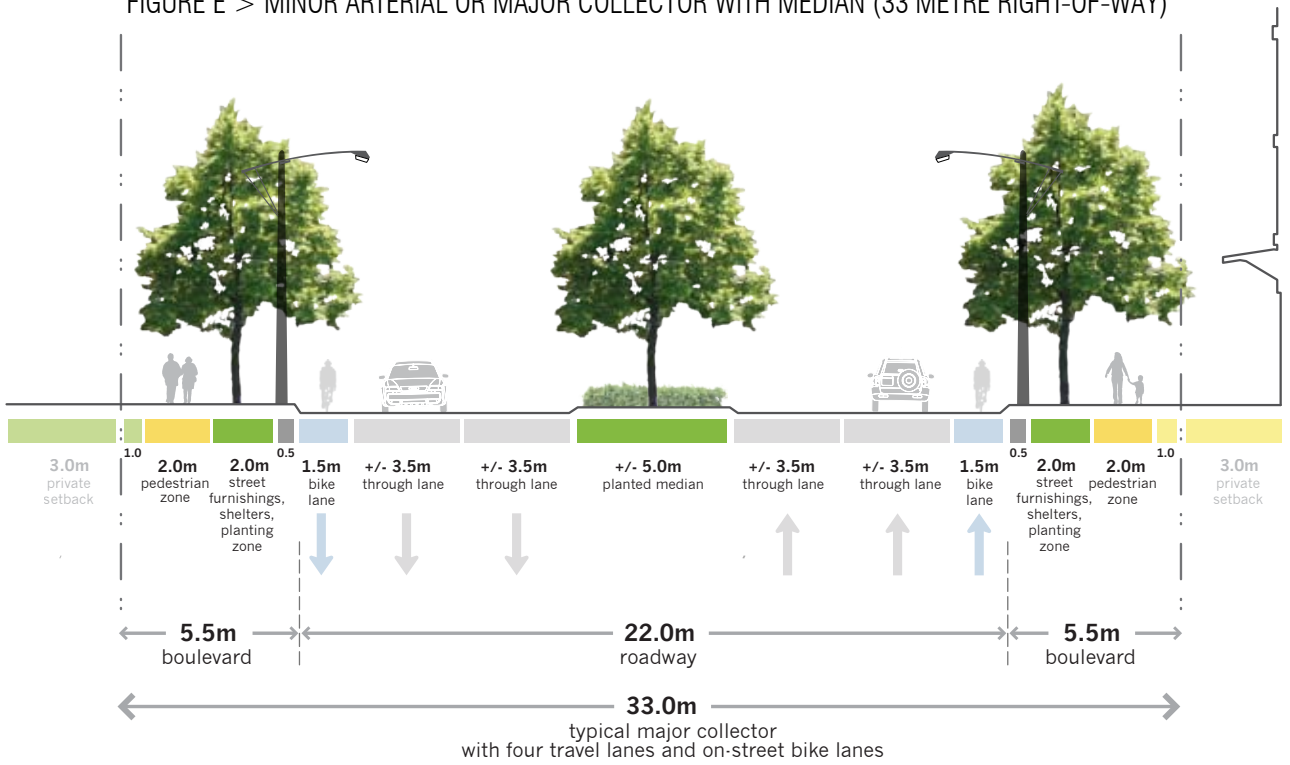 FIGURE E > MINOR ARTERIAL OR MAJOR COLLECTOR WITH MEDIAN (33 METRE RIGHT-OF-WAY)
3.0m
private
setback
1.0
2.0m
pedestrian
zone
2.0m
street
furnishings,
shelters,
planting
zone
0.5
1.5m
bike
lane
+/- 3.5m
through lane
+/- 3.5m
through lane
+/- 5.0m
planted median
+/- 3.5m
through lane
+/- 3.5m
through lane
1.5m
bike
lane
0.5
2.0m
street
furnishings,
shelters,
planting
zone
2.0m
pedestrian
zone
1.0
3.0m
private
setback
5.5m
boulevard
22.0m
roadway
5.5m
boulevard
33.0m
typical major collector
with four travel lanes and on-street bike lanes